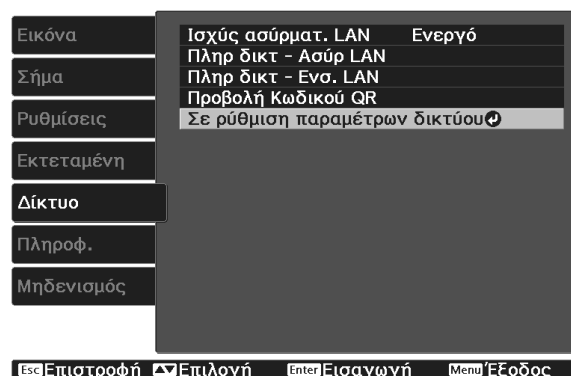 Εικόνα
Σήμα
Ρυθμίσεις
Εκτεταμένη
Δίκτυο
Πληροφ.
Μηδενισμός
Ισχύς ασύρματ. LAN Ενεργό
Πληρ δικτ - Ασύρ LAN
Πληρ δικτ - Ενσ. LAN
Προβολή Κωδικού QR
Σε ρύθμιση παραμέτρων δικτύου
Esc Επιστροφή Επιλογή Enter Εισαγωγή Menu Έξοδος